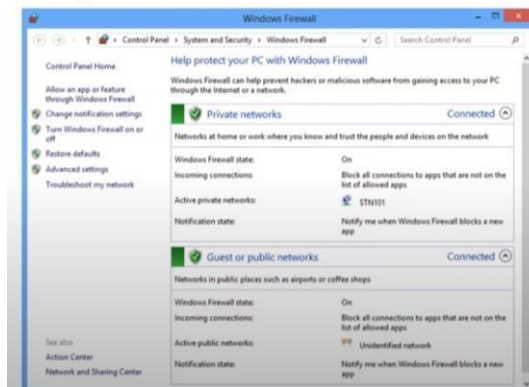 Windows Firewall
Control Panel
System and Security
Windows Firewall
Search Control Panel
Control Panel Home
Allow an app or feature
through Windows Firewall
Change notification settings
Turn Windows Firewall on or
off
Restore defaults
Advanced settings
Troubleshoot my network
See also
Action Center
Network and Sharing Center
Help protect your PC with Windows Firewall
Windows Firewall can help prevent hackers or malicious software from gaining access to your PC
through the Internet or a network.
Private networks Connected
Networks at home or work where you know and trust the people and devices on the network
Windows Firewall state: On
Incoming connections: Block all connections to apps that are not on the
list of allowed apps
Active private networks: STN101
Notification state: Notify me when Windows Firewall blocks a new
app
Guest or public networks Connected
Networks in public places such as airports or coffee shops
Windows Firewall state: On
Incoming connections: Block all connections to apps that are not on the
list of allowed apps
Active public networks: Unidentified network
Notification state: Notify me when Windows Firewall blocks a new
app